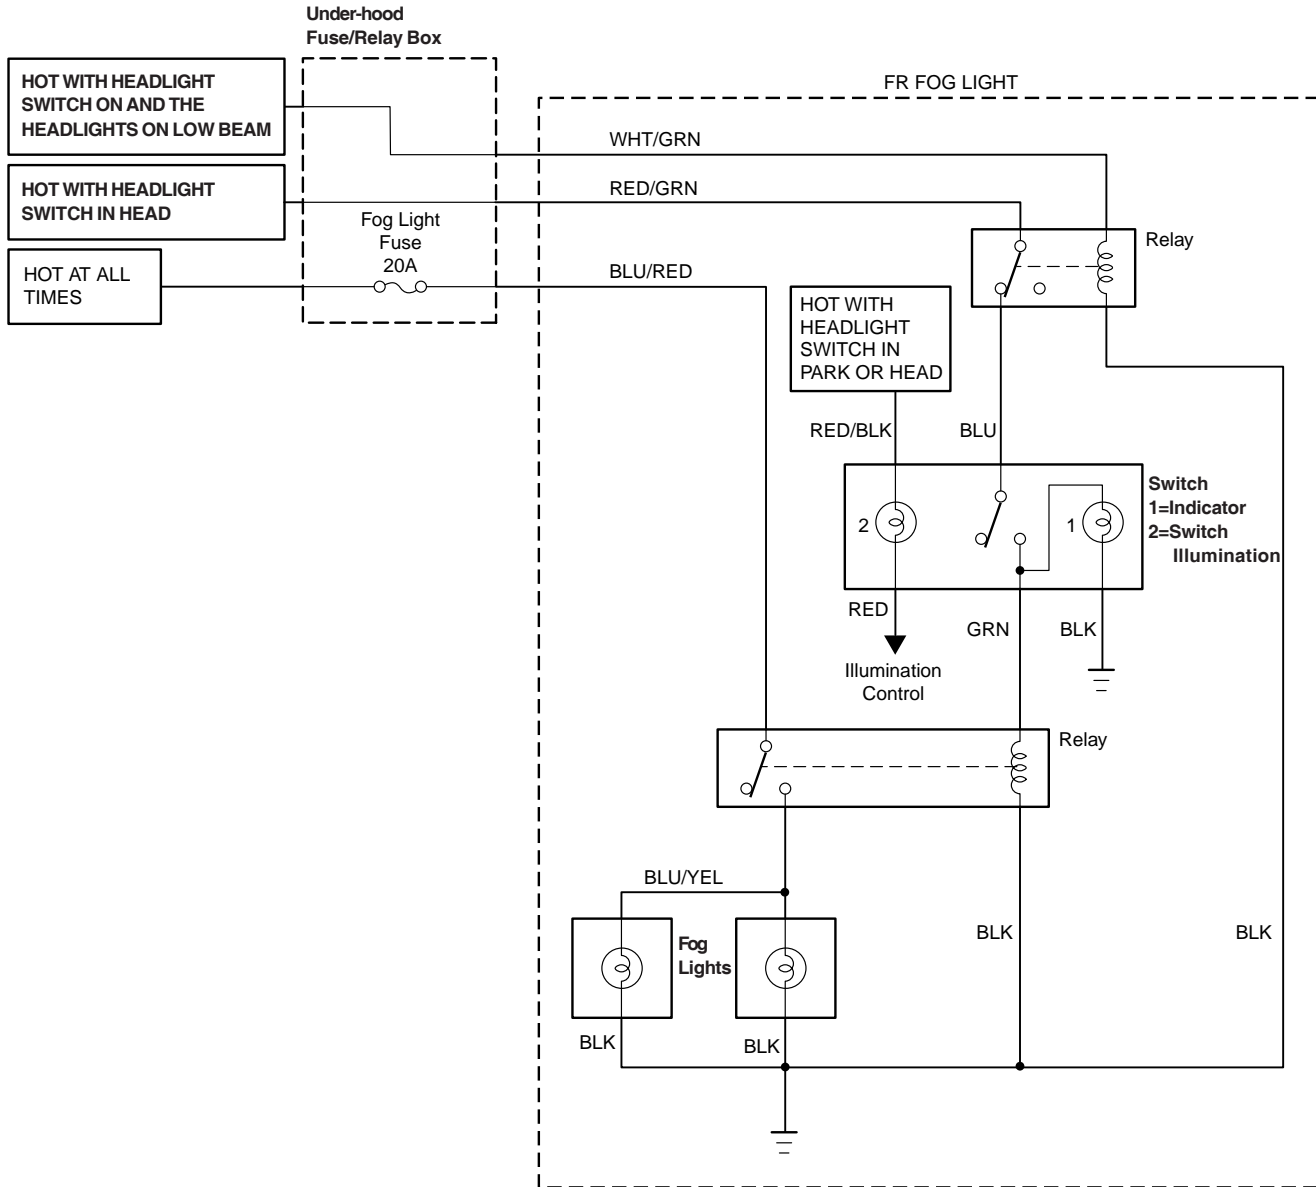 Under-hood
Fuse/Relay Box
HOT WITH HEADLIGHT
SWITCH ON AND THE
HEADLIGHTS ON LOW BEAM
FR FOG LIGHT
WHT/GRN
HOT WITH HEADLIGHT
SWITCH IN HEAD
RED/GRN
Fog Light
Fuse
20A
Relay
HOT AT ALL
TIMES
BLU/RED
HOT WITH
HEADLIGHT
SWITCH IN
PARK OR HEAD
RED/BLK
BLU
Switch
1=Indicator
2=Switch
Illumination
2
1
RED
GRN
BLK
Illumination
Control
Relay
BLU/YEL
Fog
Lights
BLK
BLK
BLK
BLK